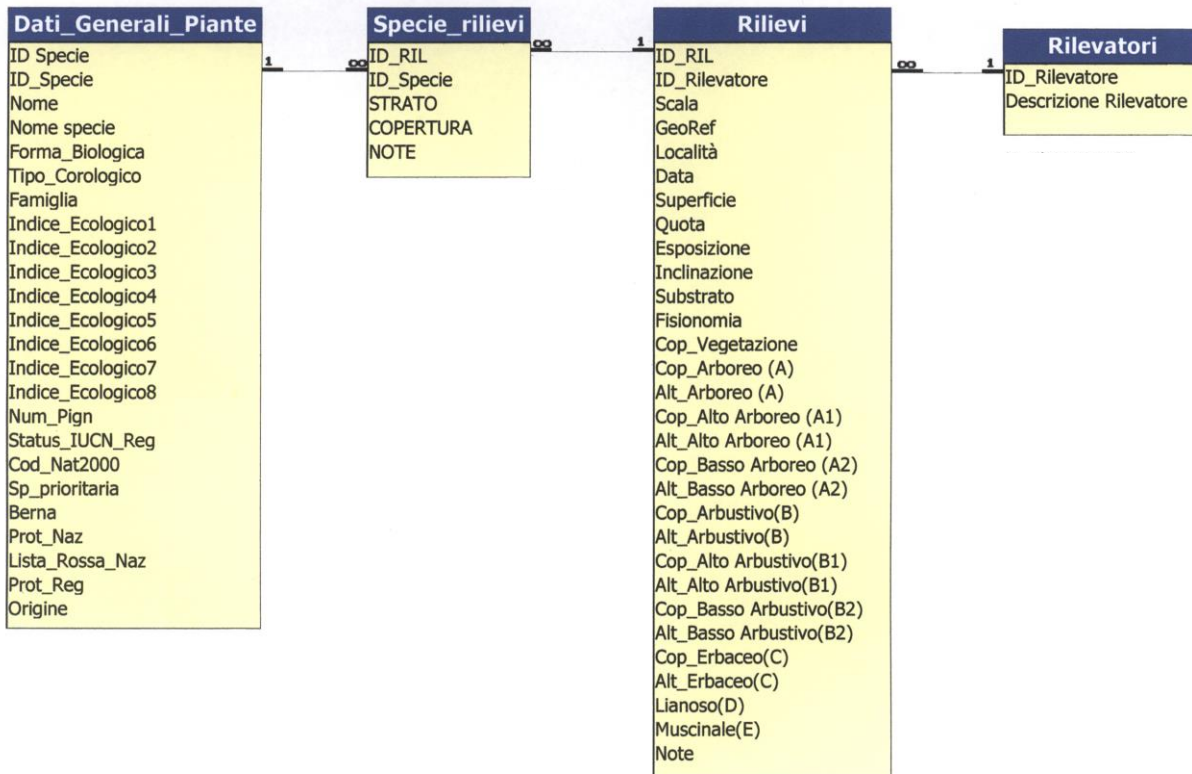 Dati_Generali_Piante
ID Specie
ID_Specie
Nome
Nome specie
Forma_Biologica
Tipo_Corologico
Famiglia
Indice_Ecologico1
Indice_Ecologico2
Indice_Ecologico3
Indice_Ecologico4
Indice_Ecologico5
Indice_Ecologico6
Indice_Ecologico7
Indice_Ecologico8
Num_Pign
Status_IUCN_Reg
Cod_Nat2000
Sp_prioritaria
Berna
Prot_Naz
Lista_Rossa_Naz
Prot_Reg
Origine
1
∞
Specie_rilievi
ID_RIL
ID_Specie
STRATO
COPERTURA
NOTE
∞
1
Rilievi
ID_RIL
ID_Rilevatore
Scala
GeoRef
Località
Data
Superficie
Quota
Esposizione
Inclinazione
Substrato
Fisionomia
Cop_Vegetazione
Cop_Arboreo (A)
Alt_Arboreo (A)
Cop_Alto Arboreo (A1)
Alt_Alto Arboreo (A1)
Cop_Basso Arboreo (A2)
Alt_Basso Arboreo (A2)
Cop_Arbustivo(B)
Alt_Arbustivo(B)
Cop_Alto Arbustivo(B1)
Alt_Alto Arbustivo(B1)
Cop_Basso Arbustivo(B2)
Alt_Basso Arbustivo(B2)
Cop_Erbaceo(C)
Alt_Erbaceo(C)
Lianoso(D)
Muscinale(E)
Note
∞
1
Rilevatori
ID_Rilevatore
Descrizione Rilevatore